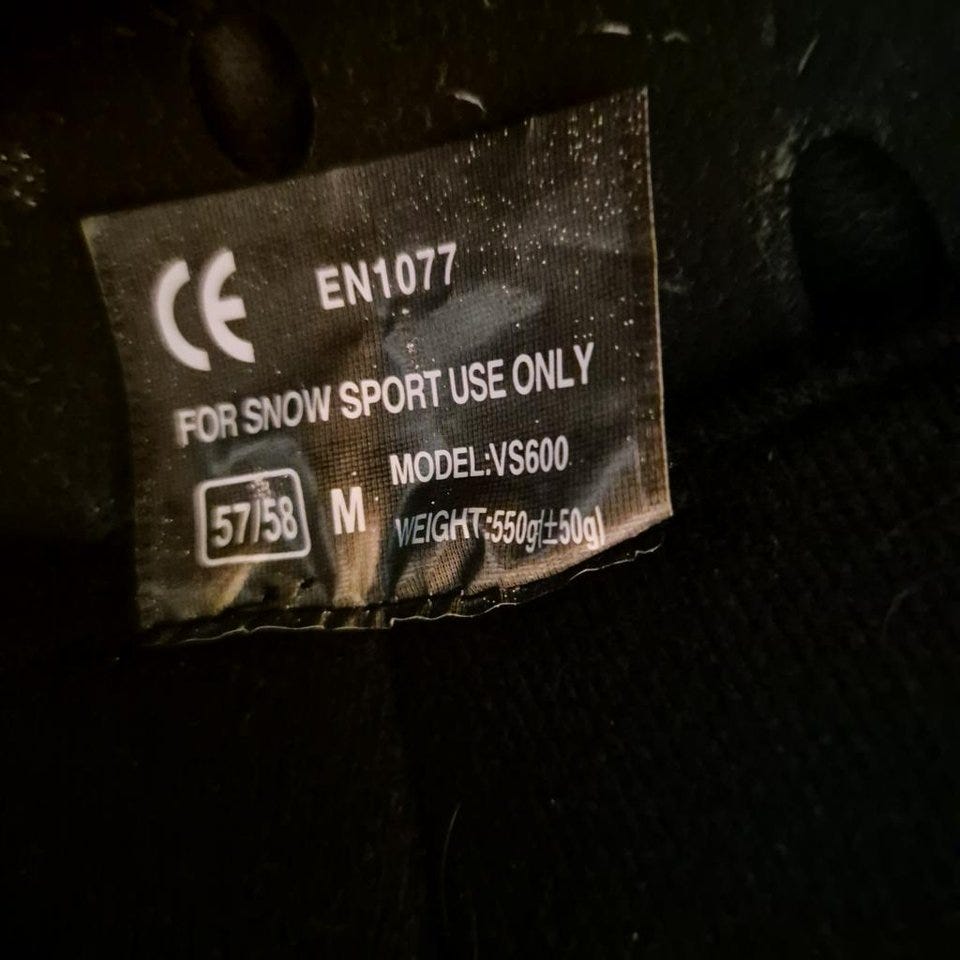 CE EN1077
FOR SNOW SPORT USE ONLY
MODEL:VS600
57/58 M WEIGHT:550g(±50g)